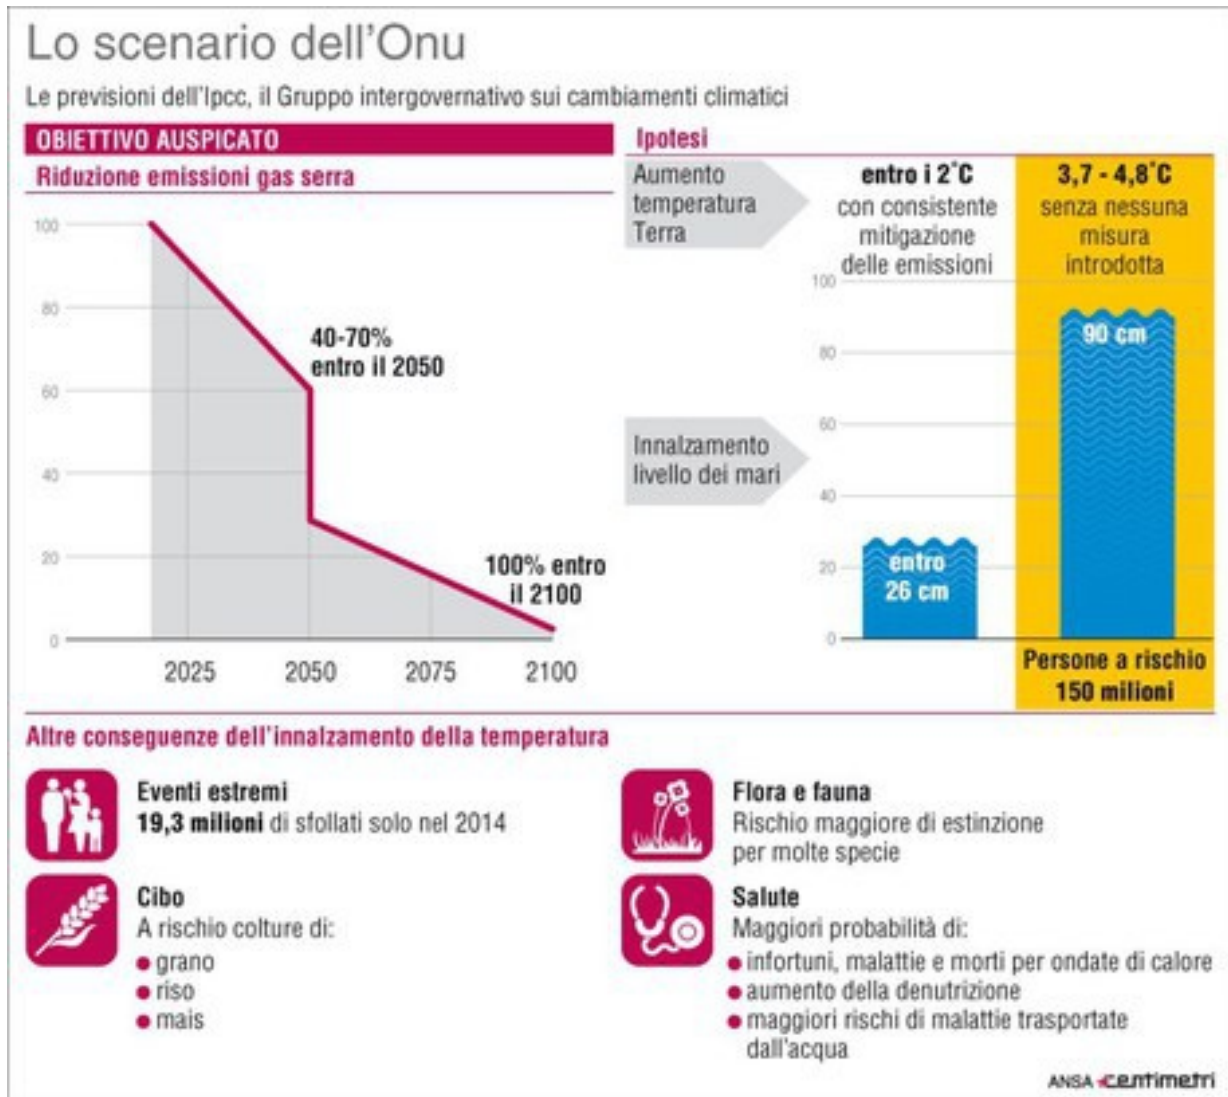 Lo scenario dell'Onu
Le previsioni dell'Ipcc, il Gruppo intergovernativo sui cambiamenti climatici
OBIETTIVO AUSPICATO
Riduzione emissioni gas serra
100
80
60
40
20
0
40-70%
entro il 2050
100% entro
il 2100
2025
2050
2075
2100
Ipotesi
Aumento
temperatura
Terra
entro i 2°C
con consistente
mitigazione
delle emissioni
3,7 - 4,8°C
senza nessuna
misura
introdotta
Innalzamento
livello dei mari
100
80
60
40
20
0
entro
26 cm
90 cm
Persone a rischio
150 milioni
Altre conseguenze dell'innalzamento della temperatura
Eventi estremi
19,3 milioni di sfollati solo nel 2014
Cibo
A rischio colture di:
grano
riso
mais
Flora e fauna
Rischio maggiore di estinzione
per molte specie
Salute
Maggiori probabilità di:
infortuni, malattie e morti per ondate di calore
aumento della denutrizione
maggiori rischi di malattie trasportate
dall'acqua
ANSA centimetri